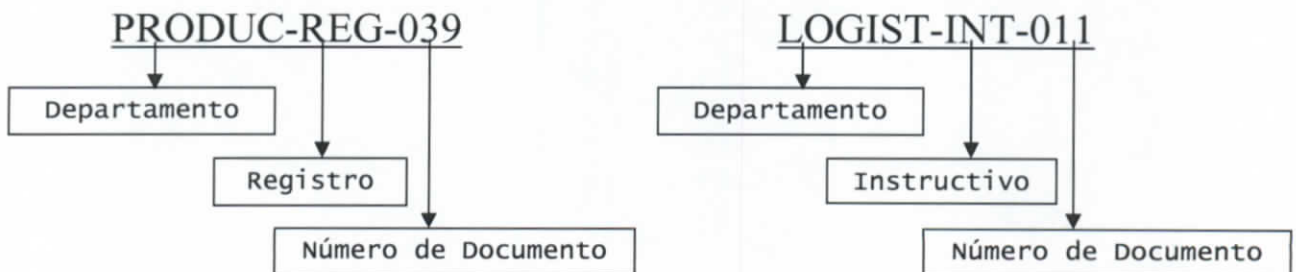 PRODUC-REG-039 LOGIST-INT-011
Departamento Departamento
Registro Instructivo
Número de Documento Número de Documento